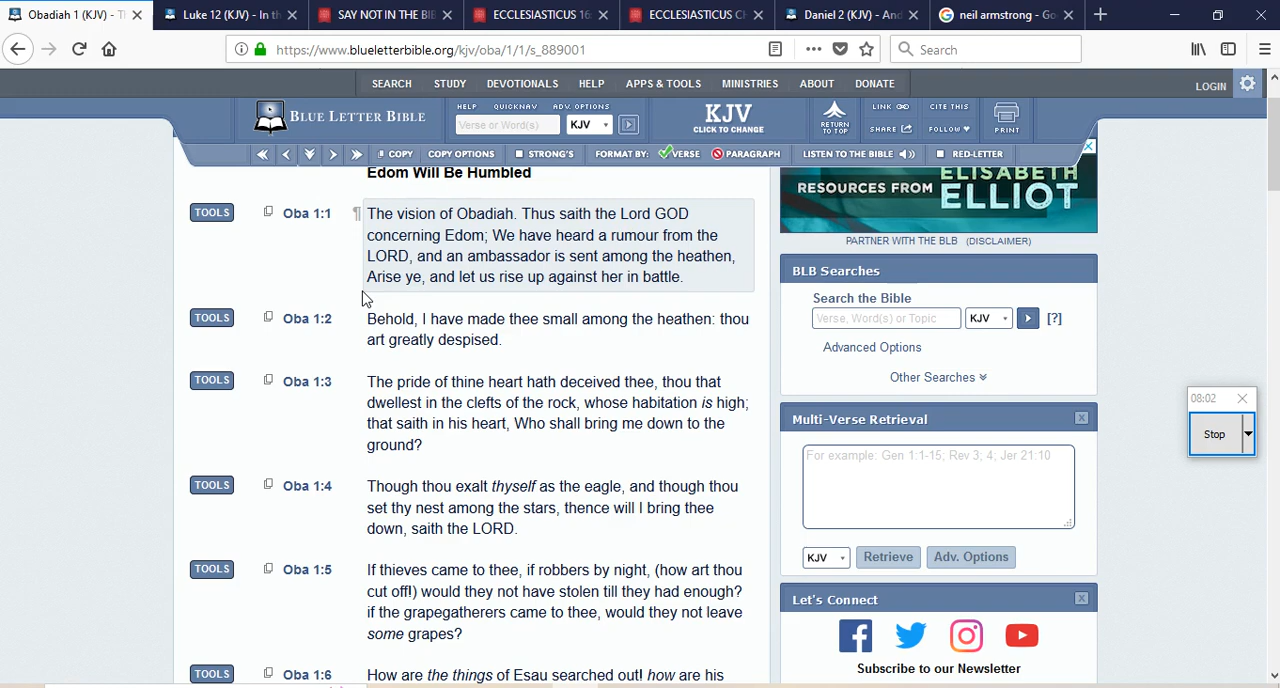 Obadiah 1 (KJV) - Th
Luke 12 (KJV) - In th
SAY NOT IN THE BIB
ECCLESIASTICUS 16:
ECCLESIASTICUS CH
Daniel 2 (KJV) - And
neil armstrong - Go
https://www.blueletterbible.org/kjv/oba/1/1/s_889001
Search
SEARCH STUDY DEVOTIONALS HELP APPS & TOOLS MINISTRIES ABOUT DONATE
LOGIN
BLUE LETTER BIBLE
HELP QUICKNAV ADV. OPTIONS
Verse or Word(s)
KJV
KJV
CLICK TO CHANGE
RETURN
TO TOP
LINK
CITE THIS
SHARE
FOLLOW
PRINT
COPY COPY OPTIONS STRONG'S FORMAT BY: VERSE PARAGRAPH LISTEN TO THE BIBLE RED-LETTER
Edom Will Be Humbled
TOOLS Oba 1:1 ¶ The vision of Obadiah. Thus saith the Lord GOD
concerning Edom; We have heard a rumour from the
LORD, and an ambassador is sent among the heathen,
Arise ye, and let us rise up against her in battle.
TOOLS Oba 1:2 Behold, I have made thee small among the heathen: thou
art greatly despised.
TOOLS Oba 1:3 The pride of thine heart hath deceived thee, thou that
dwellest in the clefts of the rock, whose habitation is high;
that saith in his heart, Who shall bring me down to the
ground?
TOOLS Oba 1:4 Though thou exalt thyself as the eagle, and though thou
set thy nest among the stars, thence will I bring thee
down, saith the LORD.
TOOLS Oba 1:5 If thieves came to thee, if robbers by night, (how art thou
cut off!) would they not have stolen till they had enough?
if the grapegatherers came to thee, would they not leave
some grapes?
TOOLS Oba 1:6 How are the things of Esau searched out! how are his
RESOURCES FROM
ELISABETH
ELLIOT
PARTNER WITH THE BLB (DISCLAIMER)
BLB Searches
Search the Bible
Verse, Word(s) or Topic
KJV
[?]
Advanced Options
Other Searches
Multi-Verse Retrieval
For example: Gen 1:1-15; Rev 3; 4; Jer 21:10
KJV
Retrieve
Adv. Options
Let's Connect
Subscribe to our Newsletter
08:02
Stop